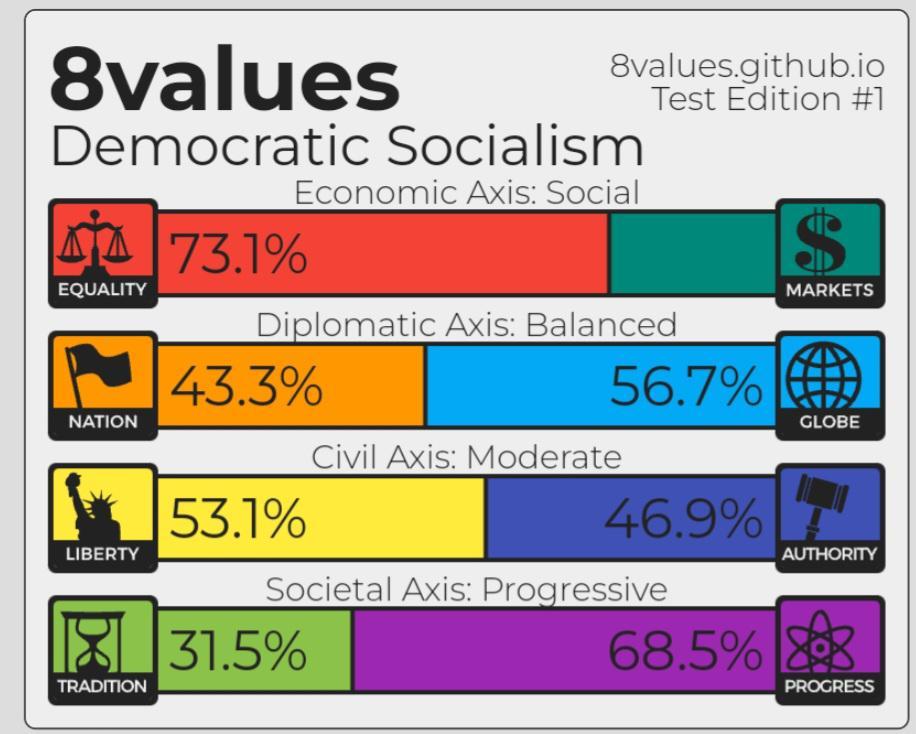 8values
8values.github.io
Test Edition #1
Democratic Socialism
Economic Axis: Social
EQUALITY 73.1% MARKETS
Diplomatic Axis: Balanced
NATION 43.3% 56.7% GLOBE
Civil Axis: Moderate
LIBERTY 53.1% 46.9% AUTHORITY
Societal Axis: Progressive
TRADITION 31.5% 68.5% PROGRESS